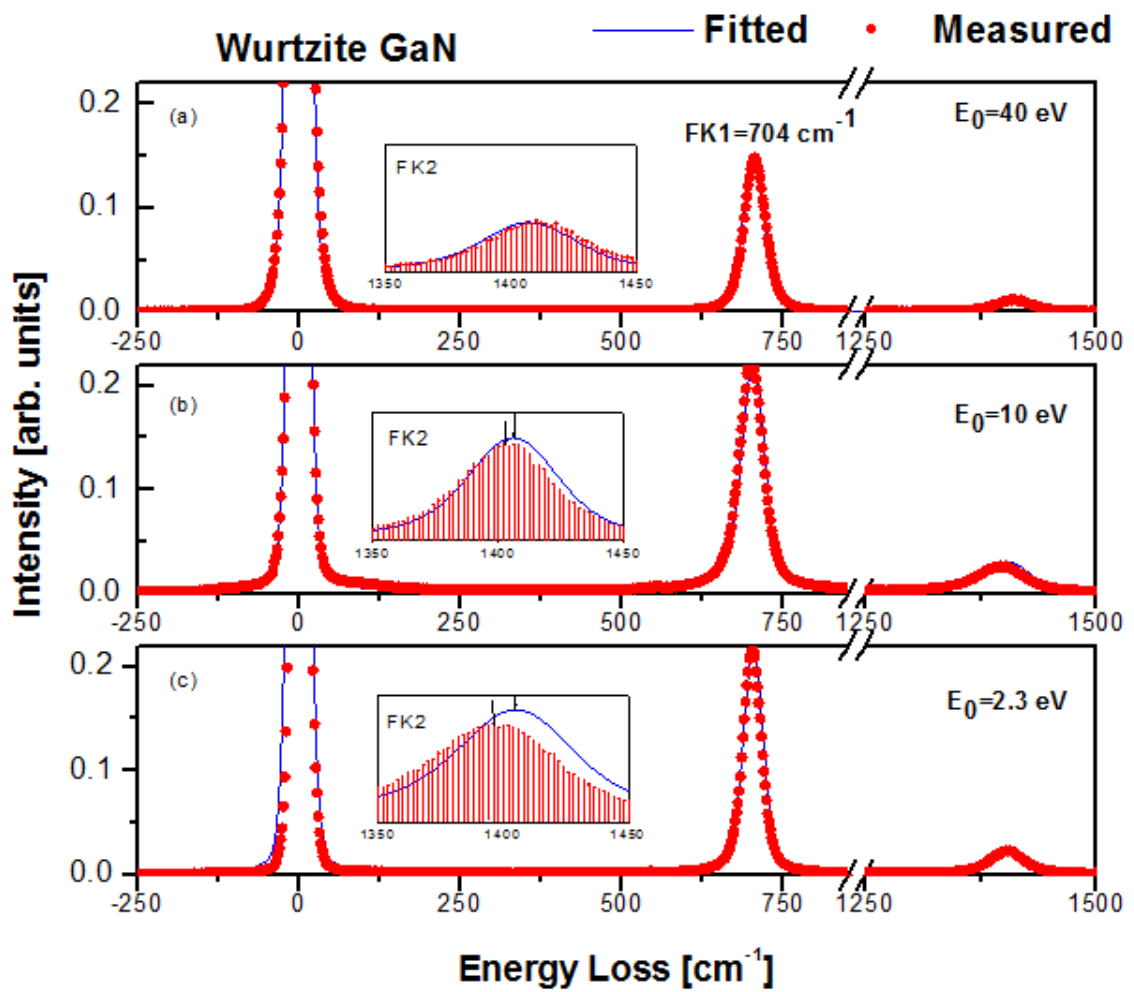 Wurtzite GaN
Fitted
Measured
Intensity [arb. units]
(a)
FK1=704 cm-1
E0=40 eV
0.2
0.1
0.0
FK2
1350 1400 1450
-250 0 250 500 750 1250 1500
(b)
E0=10 eV
0.2
0.1
0.0
FK2
1350 1400 1450
-250 0 250 500 750 1250 1500
(c)
E0=2.3 eV
0.2
0.1
0.0
FK2
1350 1400 1450
-250 0 250 500 750 1250 1500
Energy Loss [cm-1]